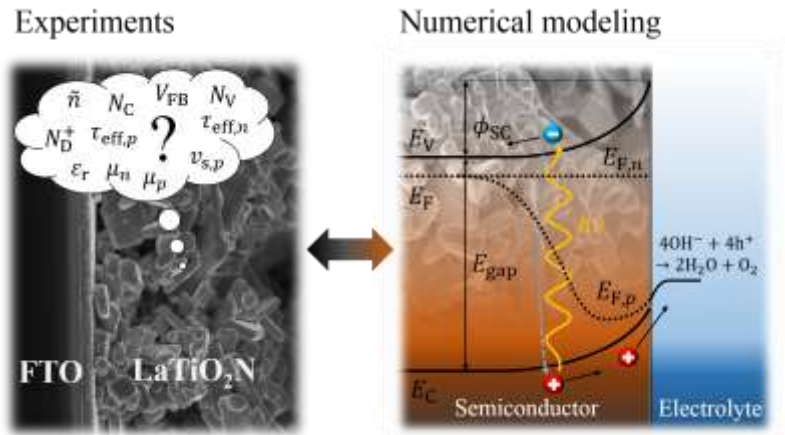 Experiments
Numerical modeling
ñ N_C V_FB N_V
N_D^+ τ_eff,p ? τ_eff,n
ε_r μ_n μ_p v_s,p
FTO LaTiO₂N
ϕ_SC
E_V
E_F,n
E_F
hν
E_gap
E_F,p
4OH⁻ + 4h⁺
→ 2H₂O + O₂
E_C
Semiconductor
Electrolyte